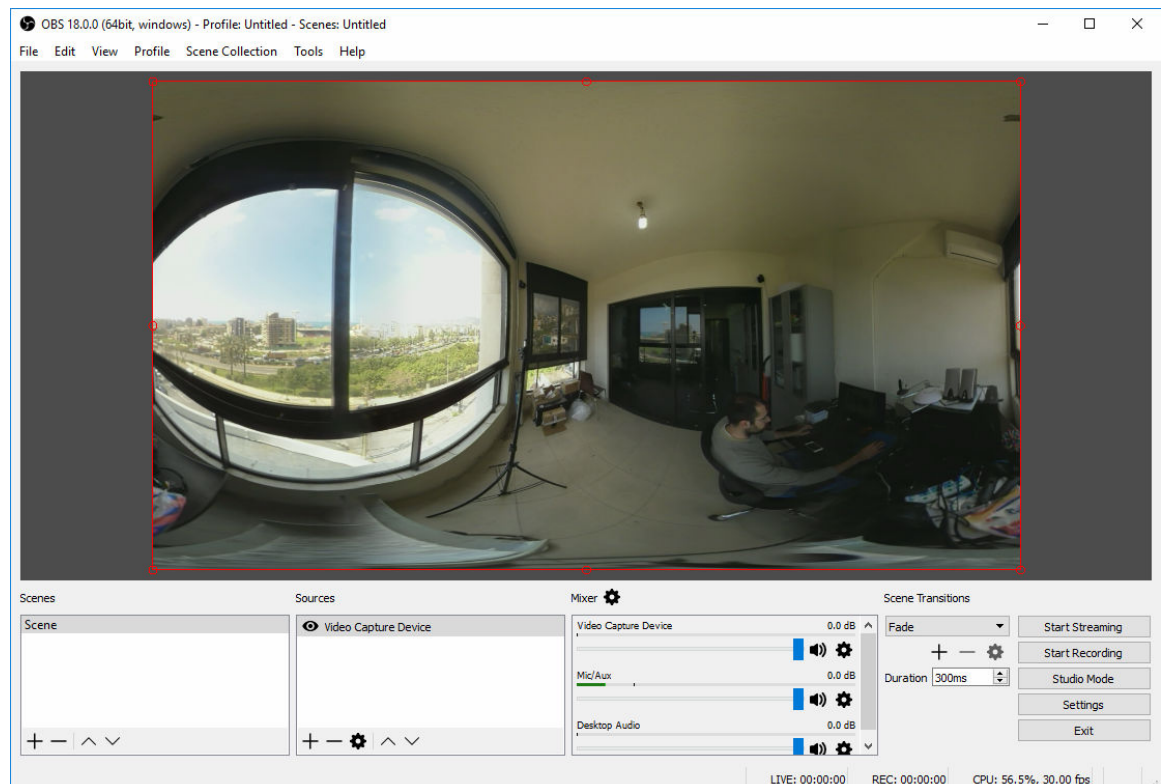 OBS 18.0.0 (64bit, windows) - Profile: Untitled - Scenes: Untitled
File Edit View Profile Scene Collection Tools Help
Scenes
Scene
Sources
Video Capture Device
Mixer
Video Capture Device 0.0 dB
Mic/Aux 0.0 dB
Desktop Audio 0.0 dB
Scene Transitions
Fade
Duration 300ms
Start Streaming
Start Recording
Studio Mode
Settings
Exit
LIVE: 00:00:00 REC: 00:00:00 CPU: 56.5%, 30.00 fps